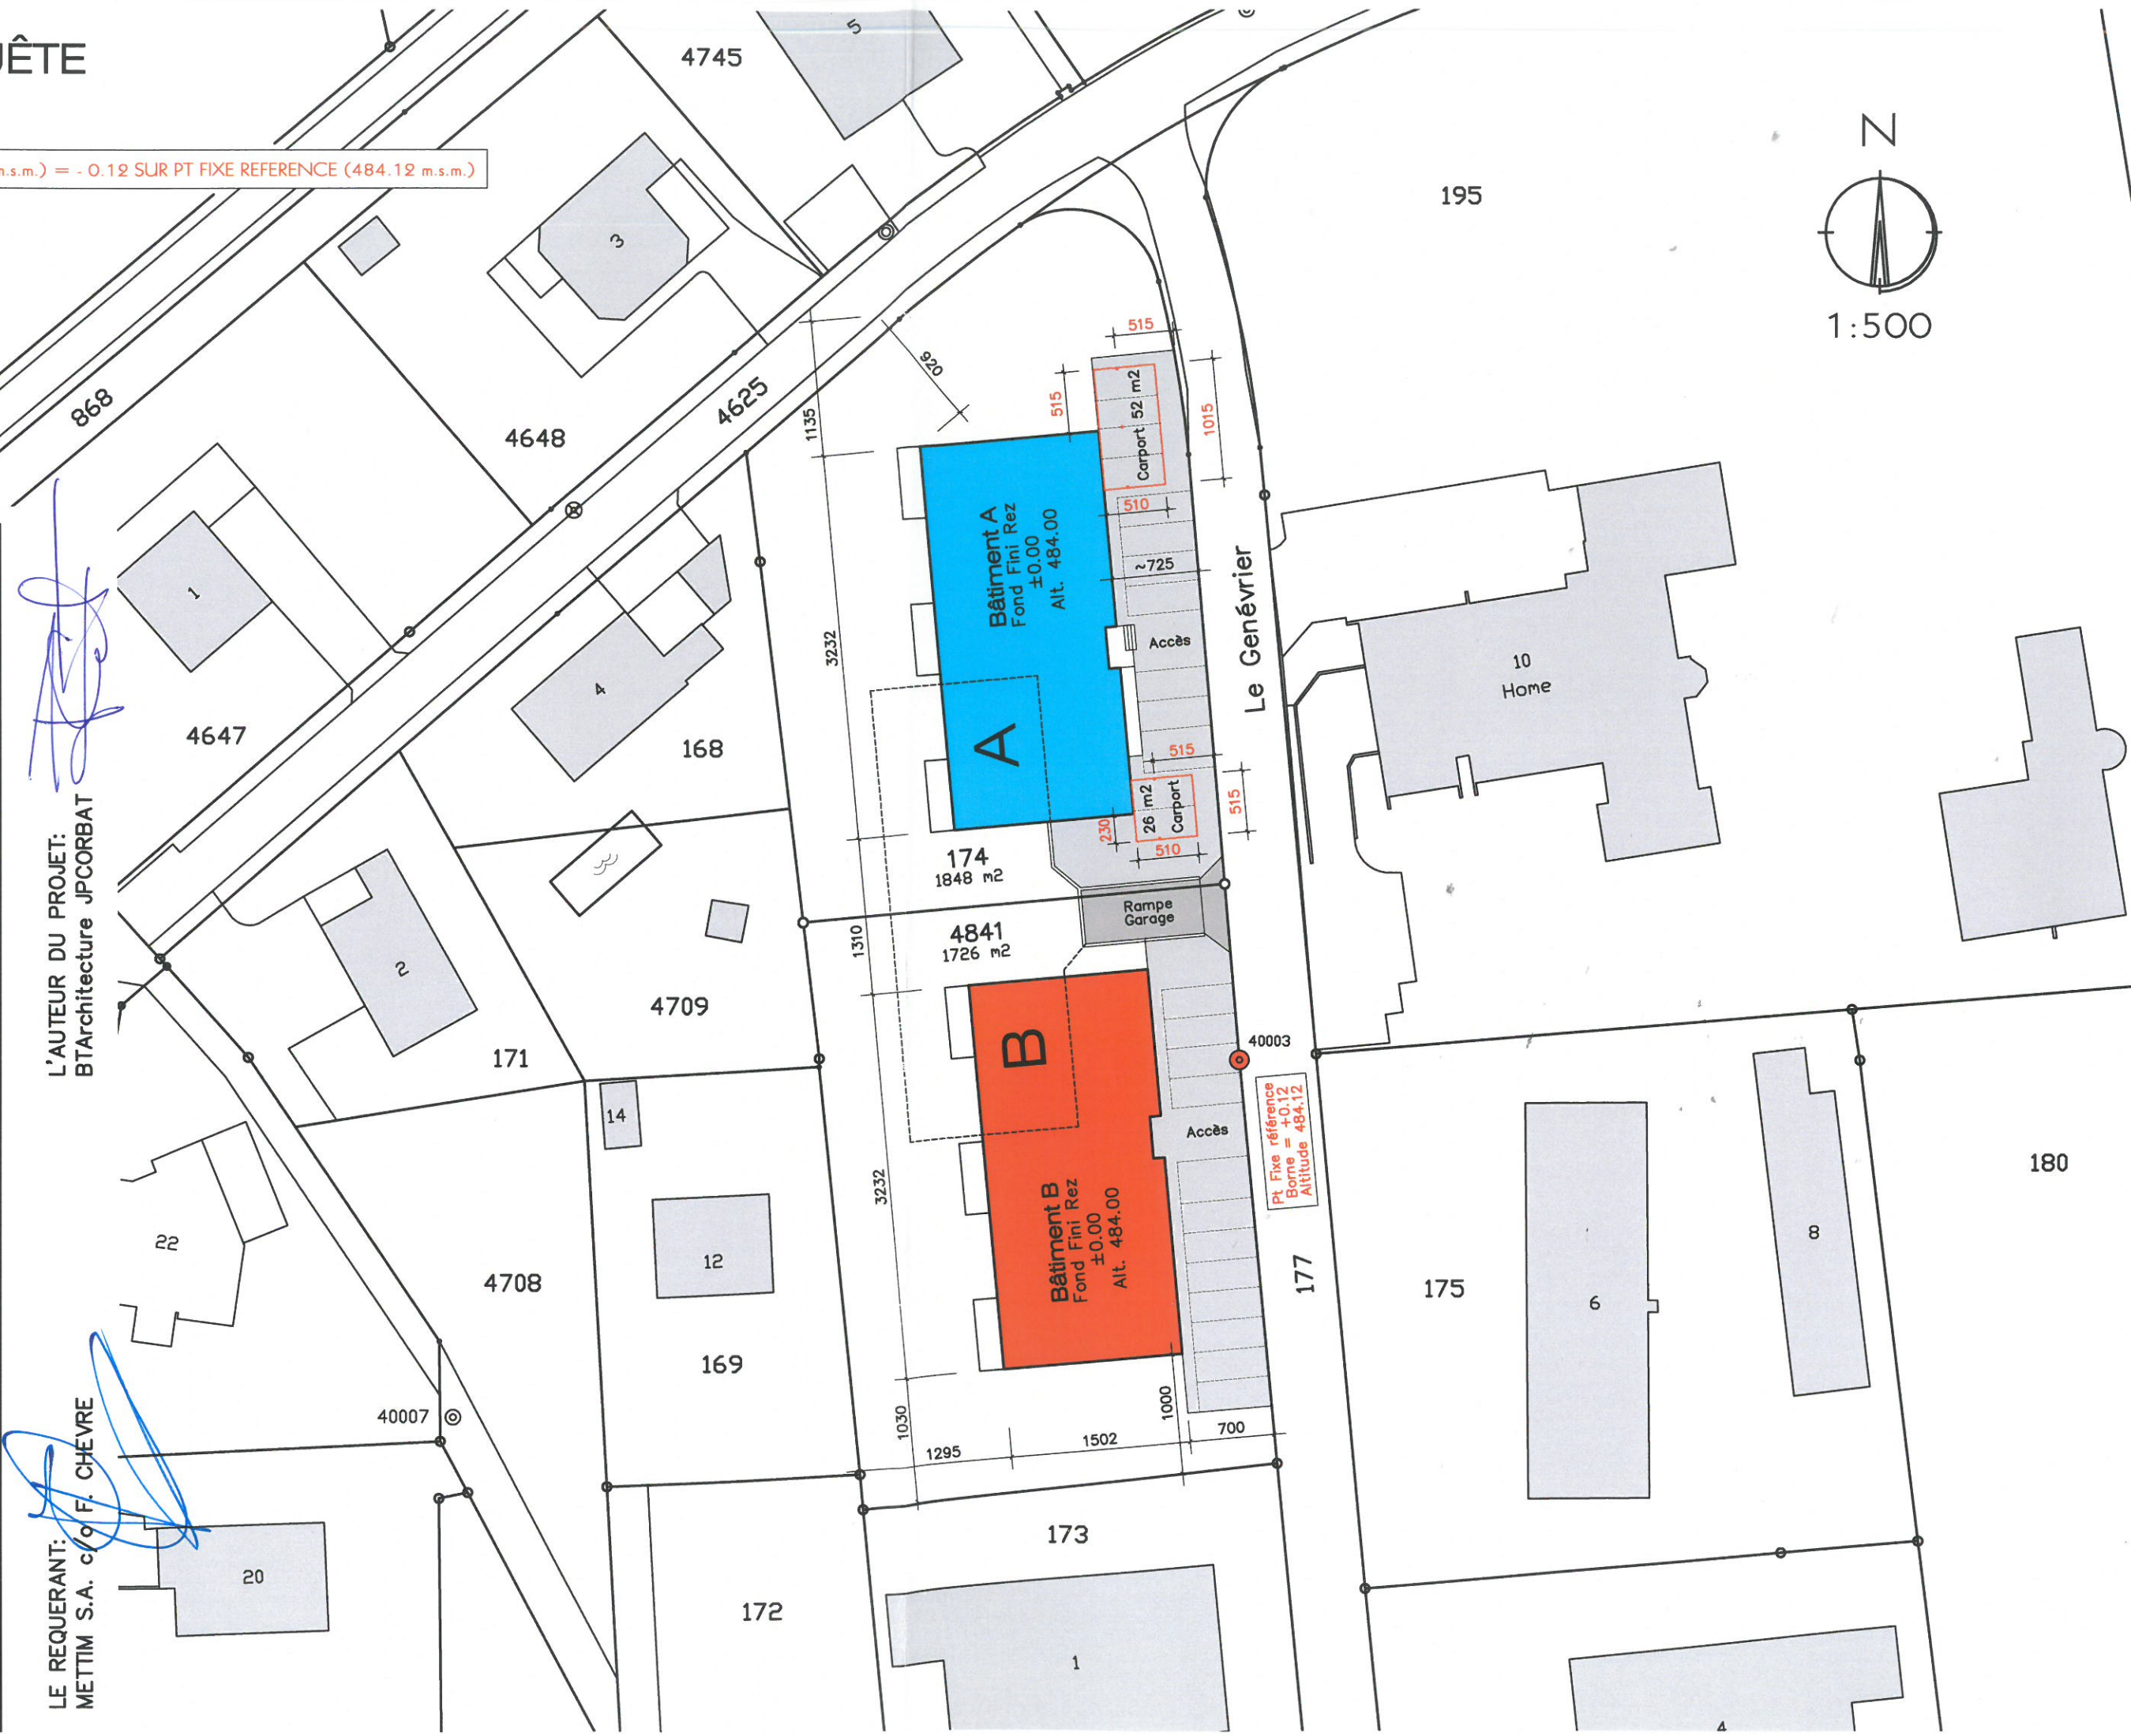 UÊTE
m.s.m.) = - 0.12 SUR PT FIXE REFERENCE (484.12 m.s.m.)
N
1:500
4745
5
195
3
868
4648
4625
920
1135
515
515
Carport 52 m2
1015
510
~725
Bâtiment A
Fond Fini Rez
±0.00
Alt. 484.00
Accès
Le Genévrier
10
Home
1
4647
4
168
3232
A
515
26 m2
Carport
515
230
510
174
1848 m2
Rampe
Garage
4841
1726 m2
1310
L'AUTEUR DU PROJET:
BTArchitecture JPCORBAT
2
4709
171
14
B
40003
Pt Fixe référence
Borne = +0.12
Altitude 484.12
Accès
3232
Bâtiment B
Fond Fini Rez
±0.00
Alt. 484.00
22
4708
12
169
177
175
6
8
180
40007
1030
1295
1502
1000
700
LE REQUERANT:
METTIM S.A. c/o F. CHEVRE
20
172
173
1
4